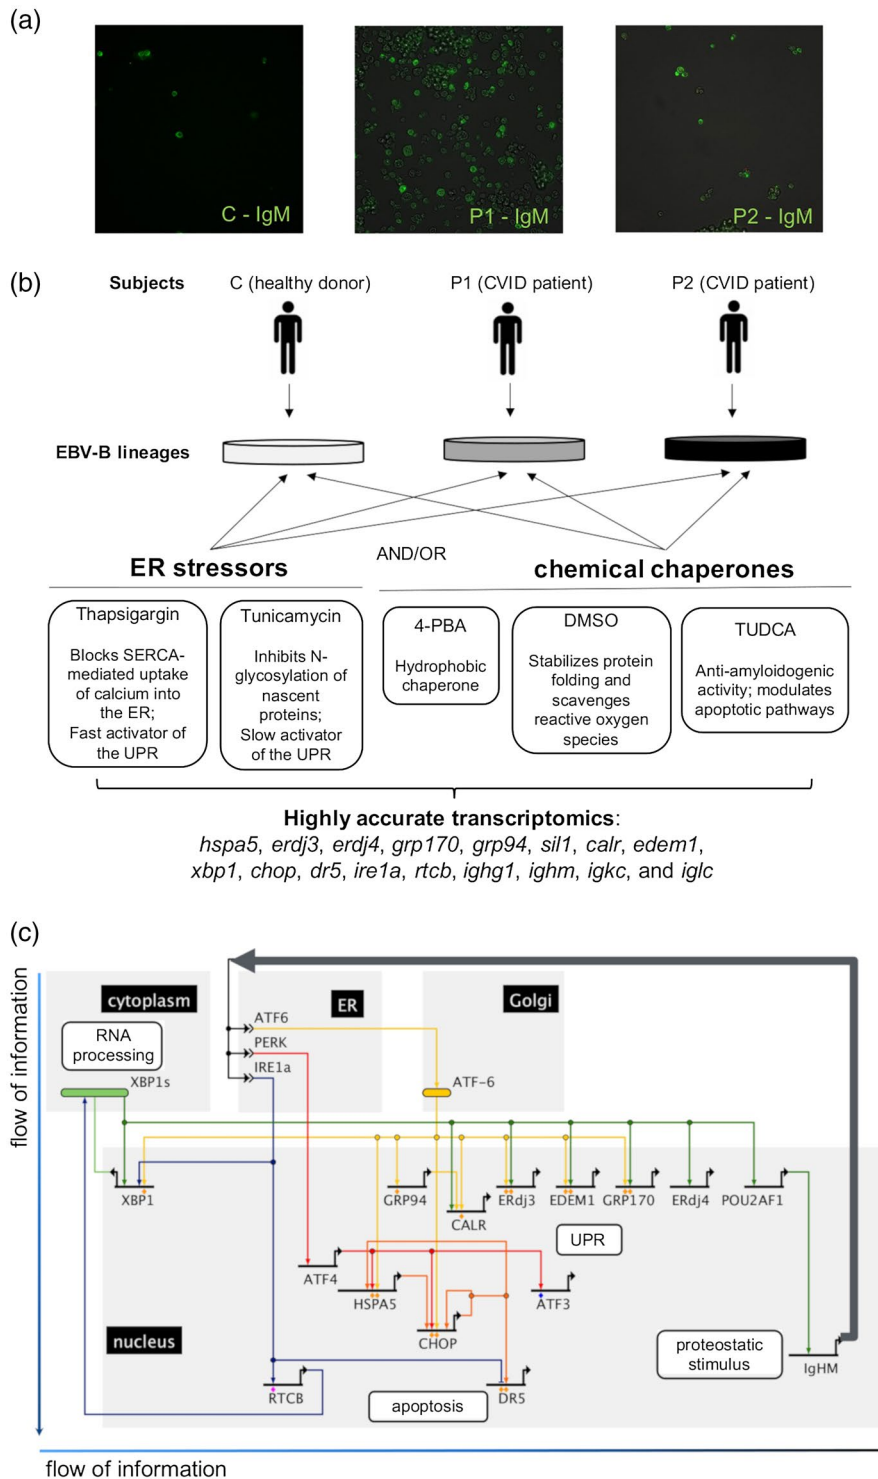 (a)
C - IgM
P1 - IgM
P2 - IgM
(b)
Subjects
C (healthy donor)
P1 (CVID patient)
P2 (CVID patient)
EBV-B lineages
AND/OR
ER stressors
chemical chaperones
Thapsigargin
Blocks SERCA-
mediated uptake
of calcium into
the ER;
Fast activator of
the UPR
Tunicamycin
Inhibits N-
glycosylation of
nascent
proteins;
Slow activator
of the UPR
4-PBA
Hydrophobic
chaperone
DMSO
Stabilizes protein
folding and
scavenges
reactive oxygen
species
TUDCA
Anti-amyloidogenic
activity; modulates
apoptotic pathways
Highly accurate transcriptomics:
hspa5, erdj3, erdj4, grp170, grp94, sil1, calr, edem1,
xbp1, chop, dr5, ire1a, rtcb, ighg1, ighm, igkc, and iglc
(c)
flow of information
cytoplasm
ER
Golgi
RNA
processing
ATF6
PERK
IRE1a
XBP1s
ATF-6
XBP1
GRP94
CALR
ERdj3
EDEM1
GRP170
ERdj4
POU2AF1
UPR
ATF4
HSPA5
ATF3
CHOP
nucleus
proteostatic
stimulus
IgHM
RTCB
apoptosis
DR5
flow of information